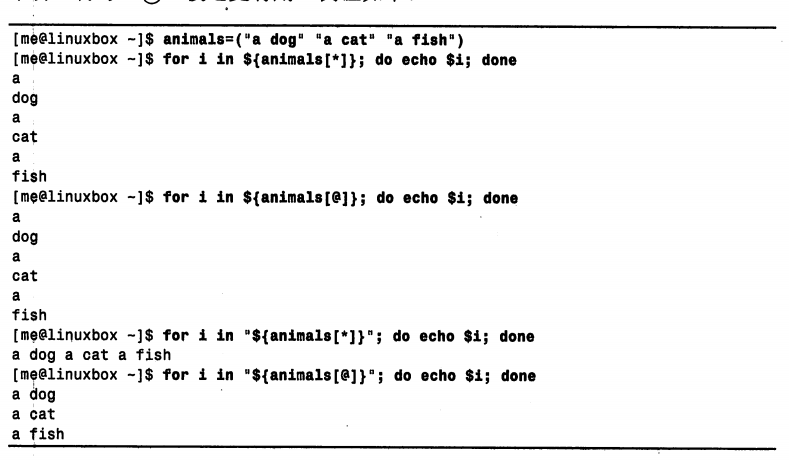 [me@linuxbox ~]$ animals=("a dog" "a cat" "a fish")
[me@linuxbox ~]$ for i in ${animals[*]}; do echo $i; done
a
dog
a
cat
a
fish
[me@linuxbox ~]$ for i in ${animals[@]}; do echo $i; done
a
dog
a
cat
a
fish
[me@linuxbox ~]$ for i in "${animals[*]}"; do echo $i; done
a dog a cat a fish
[me@linuxbox ~]$ for i in "${animals[@]}"; do echo $i; done
a dog
a cat
a fish